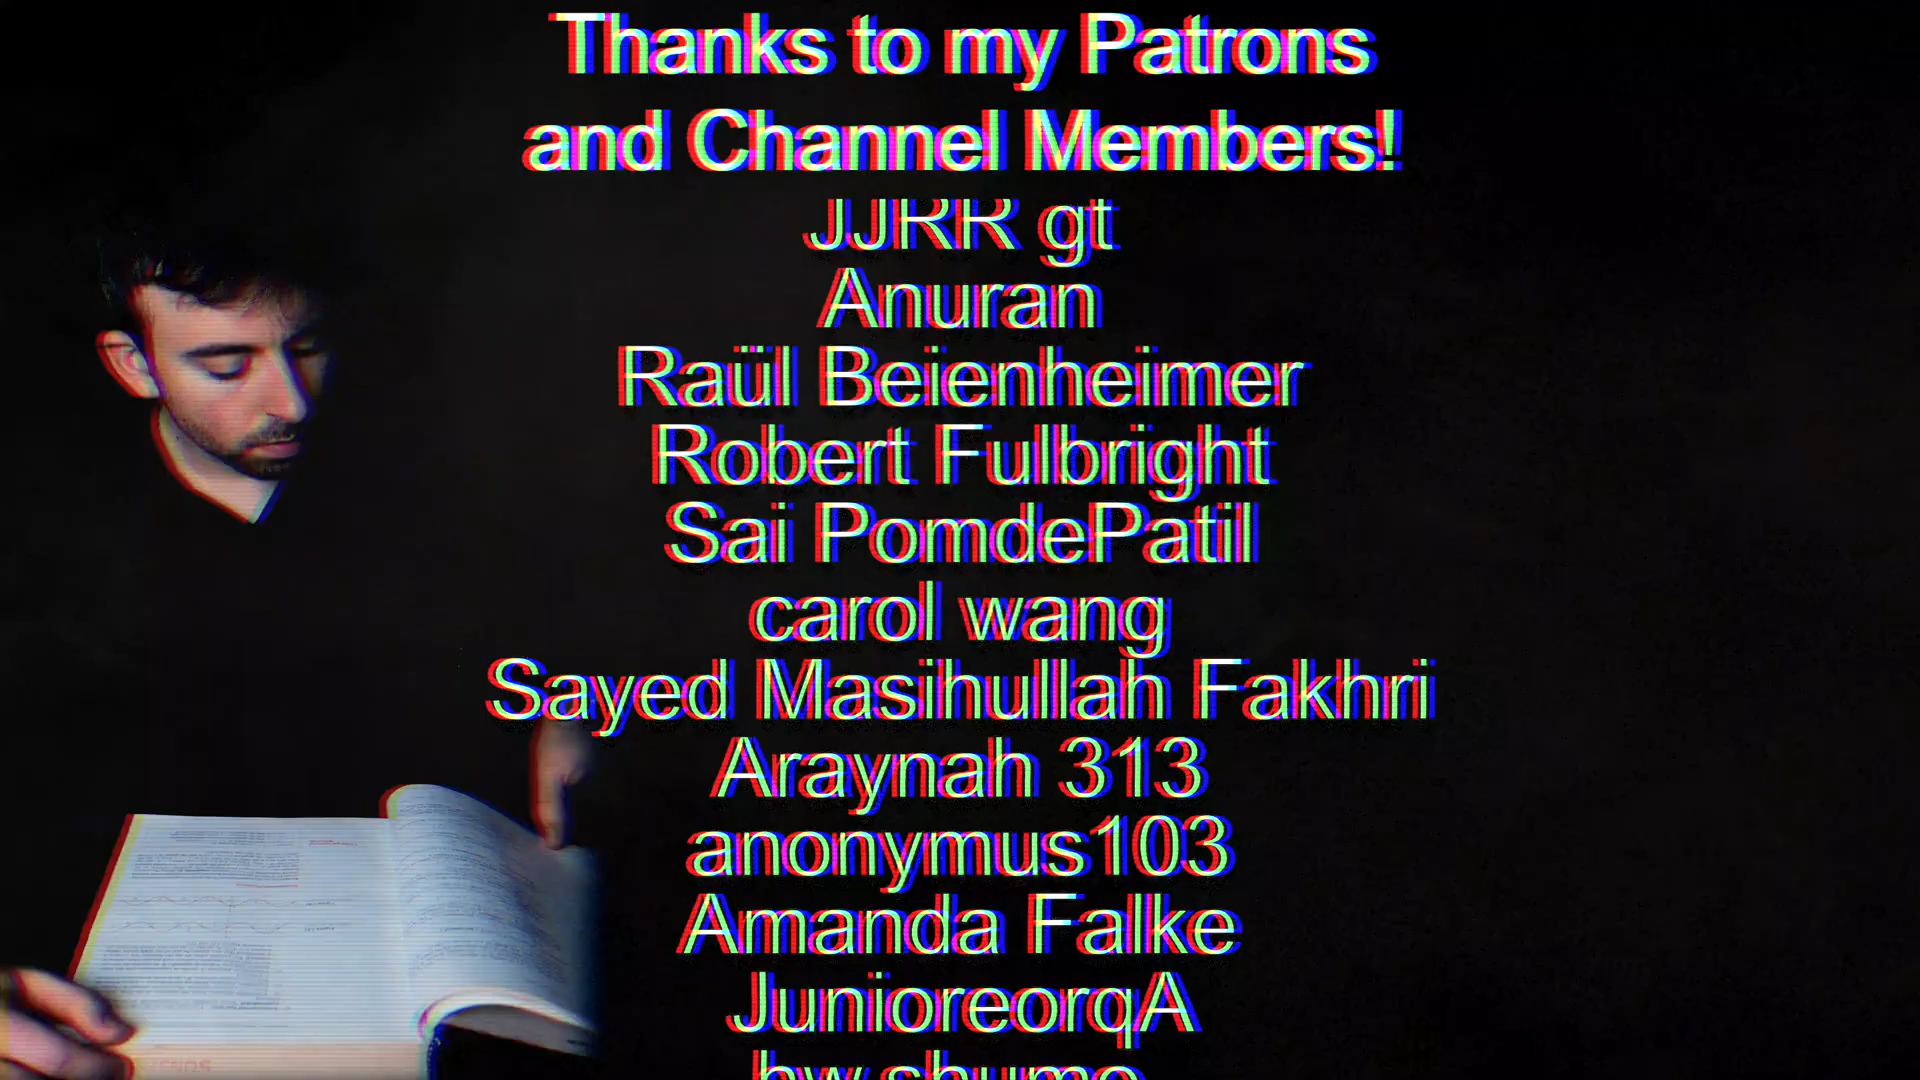 Thanks to my Patrons
and Channel Members!
JJRR gt
Anuran
Raül Beienheimer
Robert Fulbright
Sai PomdePatil
carol wang
Sayed Masihullah Fakhri
Araynah 313
anonymus103
Amanda Falke
JunioreorqA